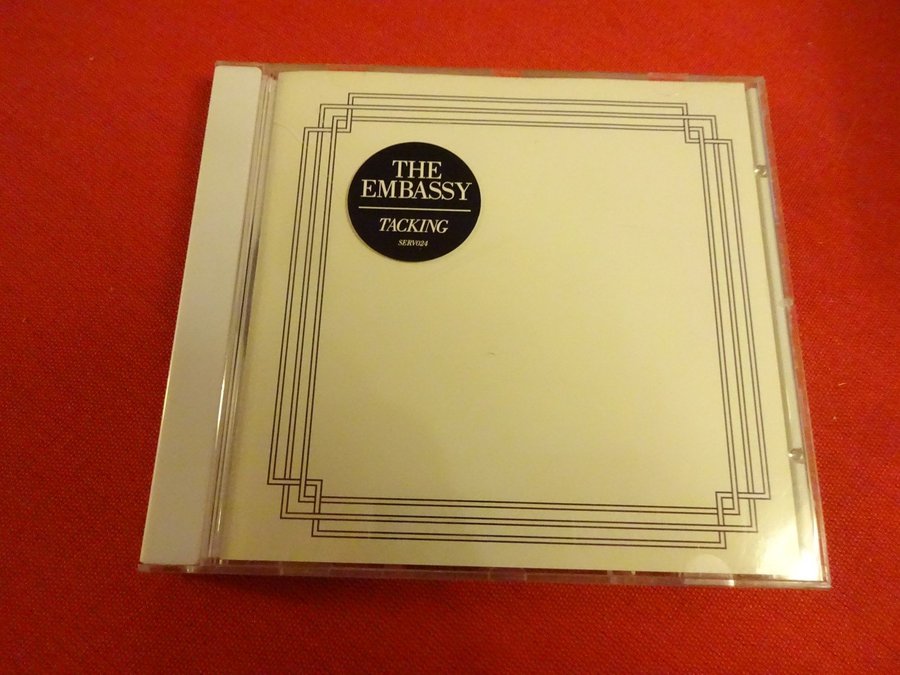 THE
EMBASSY
TACKING
SERV024